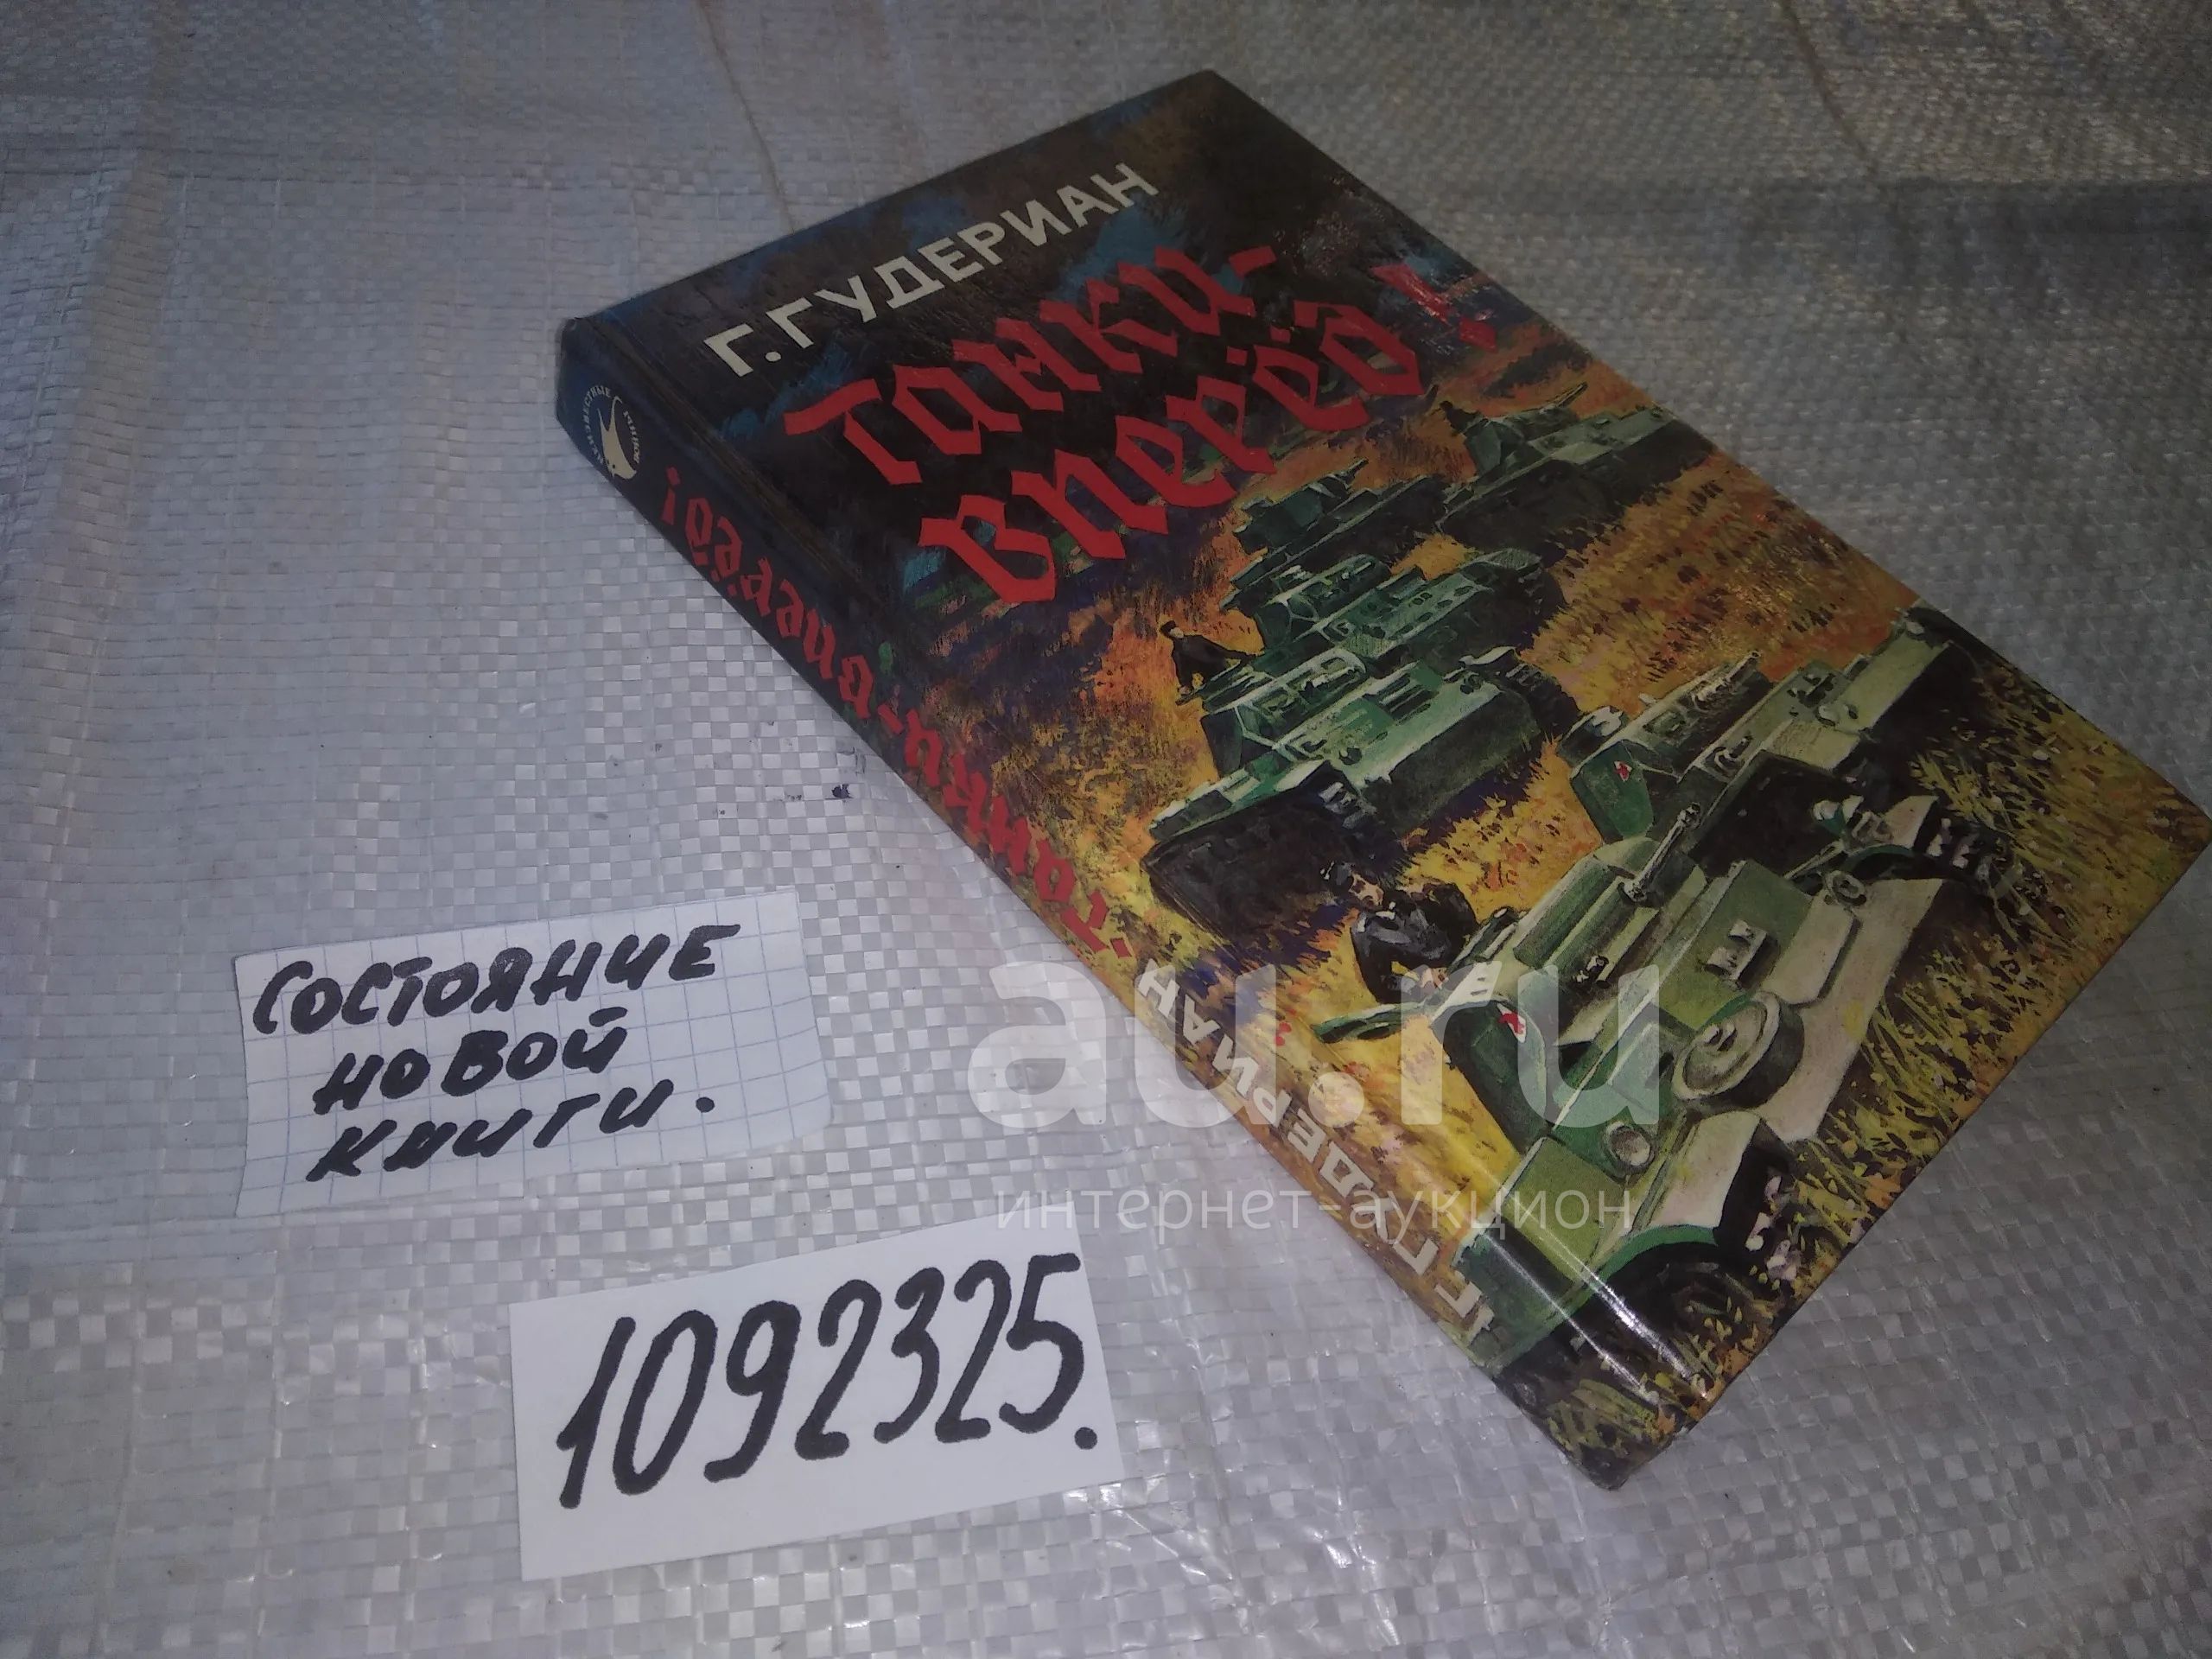 Г. ГУДЕРИАН
Танки-
вперёд!
Танки-вперёд!
Г. ГУДЕРИАН
СОСТОЯНИЕ
НОВОЙ
КНИГИ.
1092325.
au.ru
интернет-аукцион